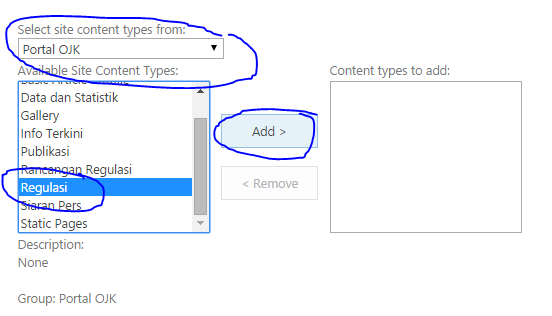 Select site content types from:
Portal OJK
Available Site Content Types:
Content types to add:
Data dan Statistik
Gallery
Info Terkini
Publikasi
Rancangan Regulasi
Regulasi
Siaran Pers
Static Pages
Add >
< Remove
Description:
None
Group: Portal OJK